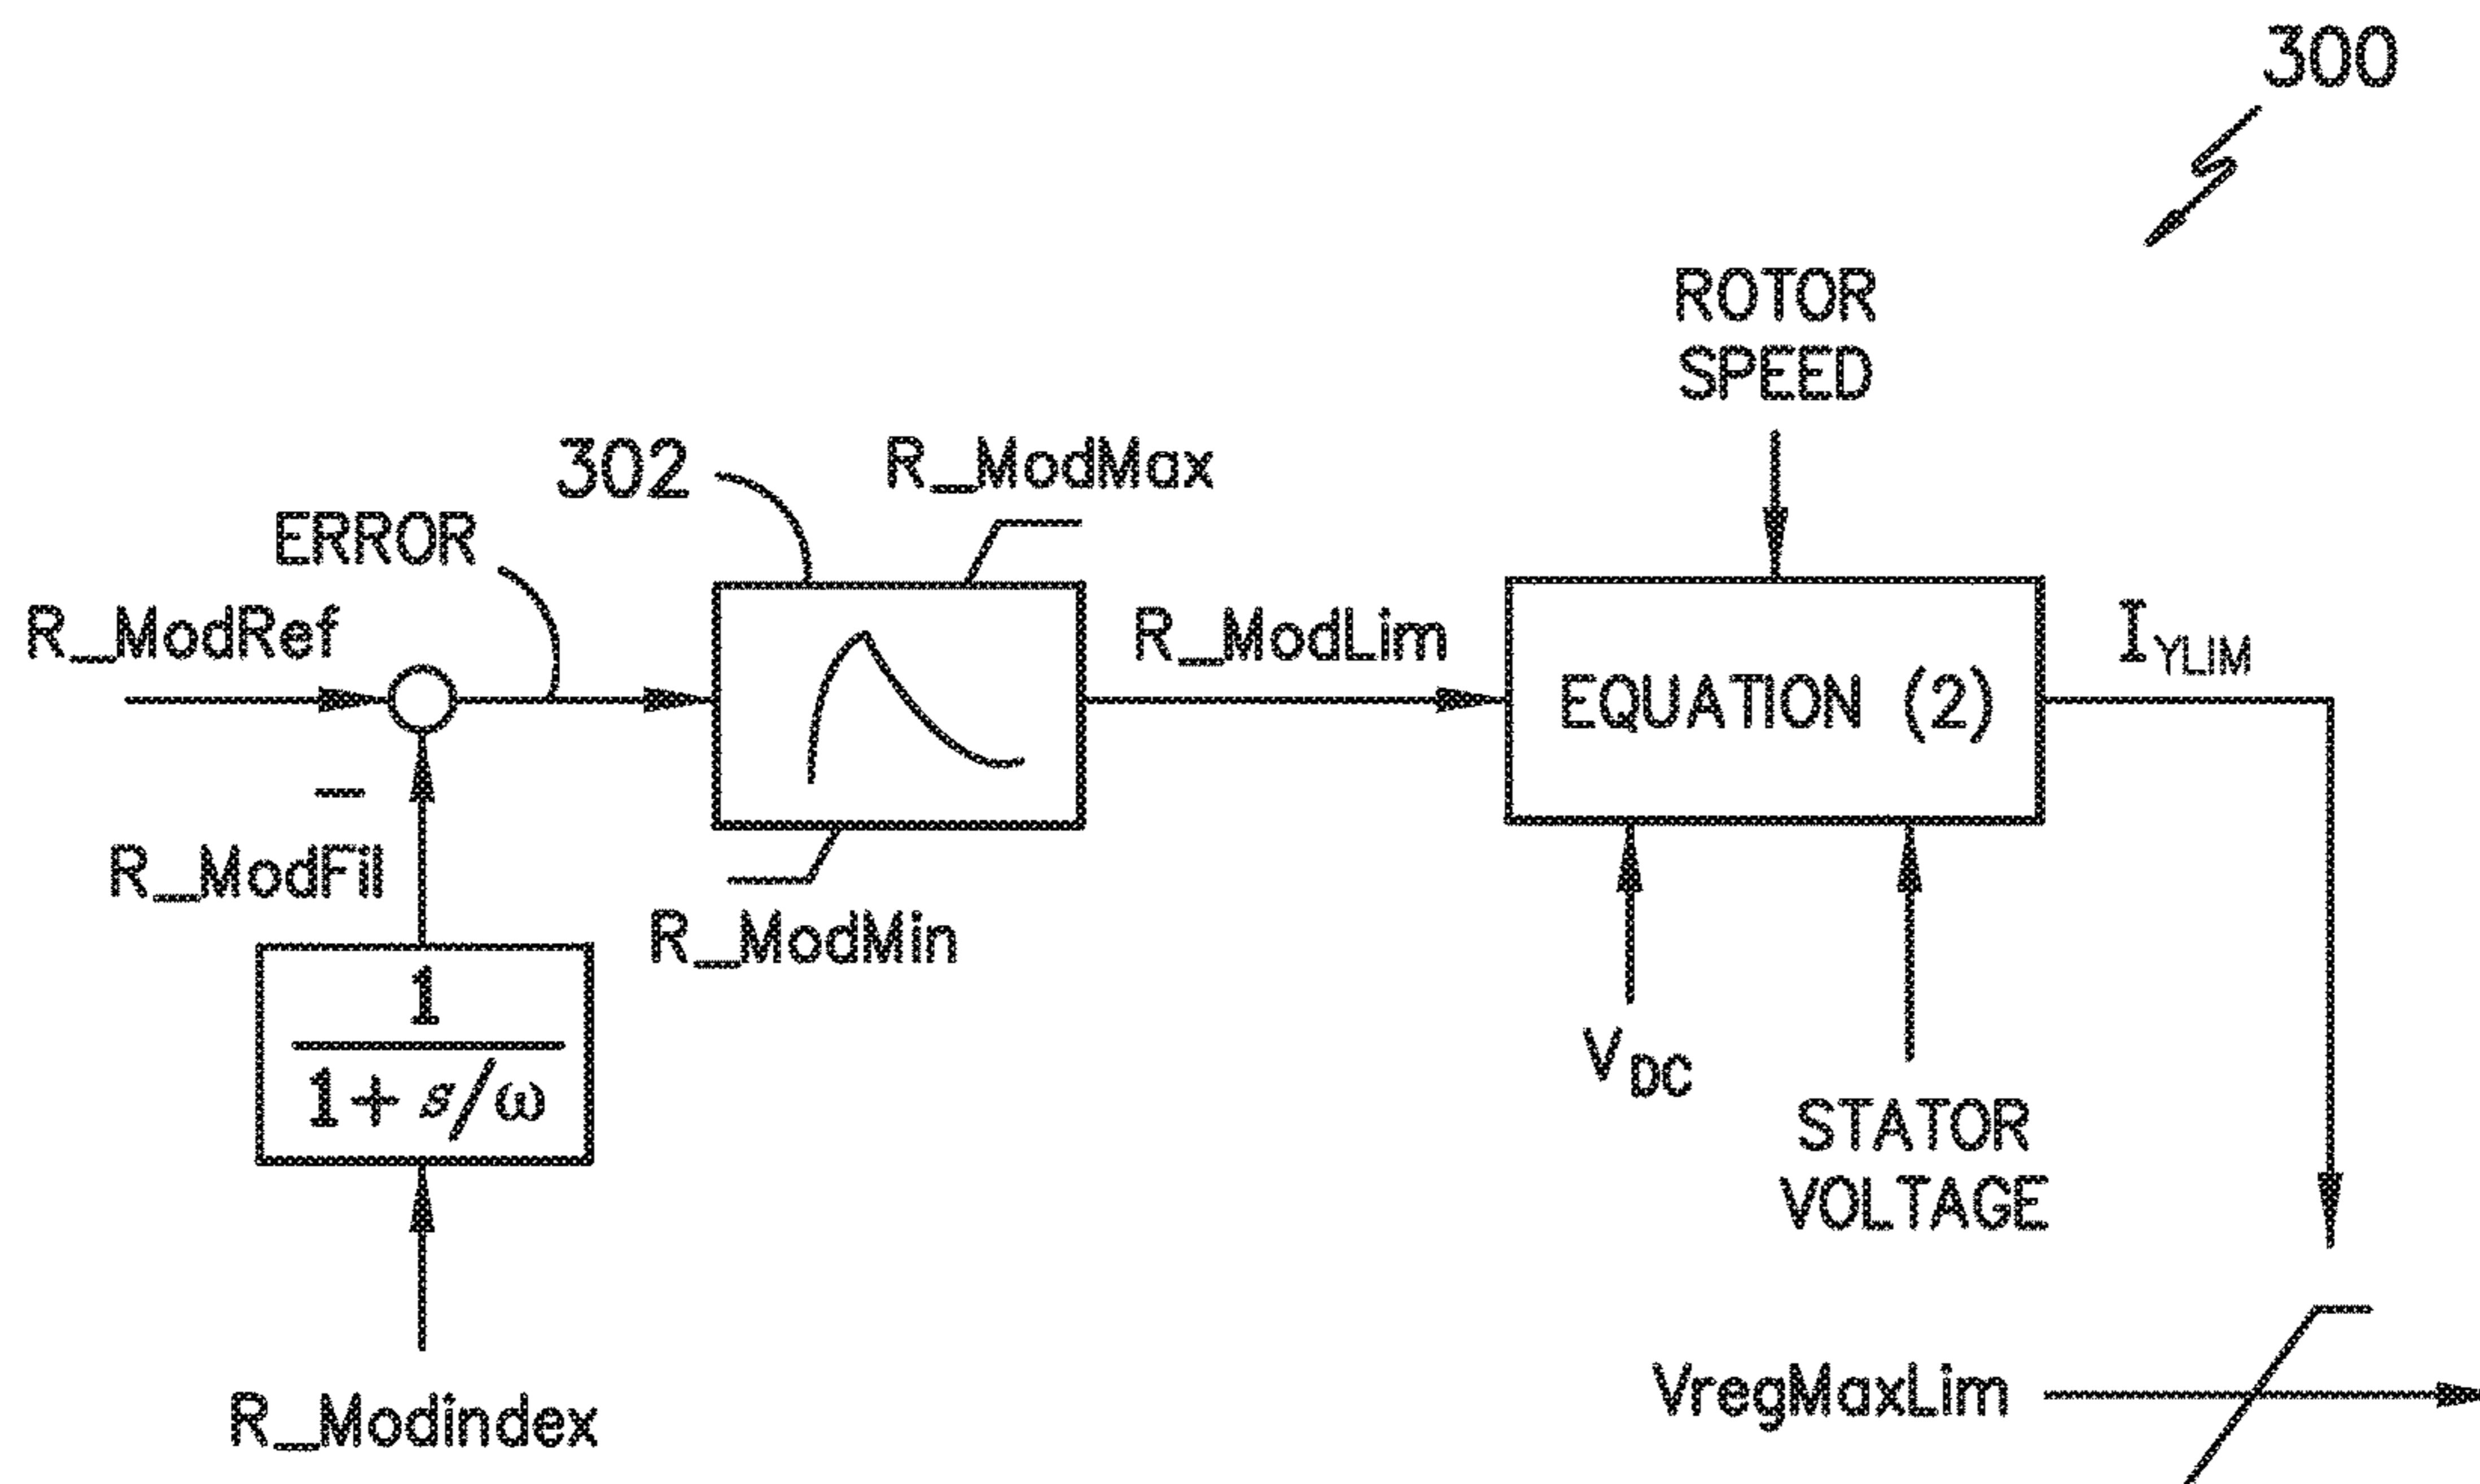 300
ROTOR
SPEED
302
R_ModMax
ERROR
R_ModRef
R_ModLim
I_YLIM
EQUATION (2)
–
R_ModFil
R_ModMin
1
1+ s/ω
V_DC
STATOR
VOLTAGE
R_Modindex
VregMaxLim